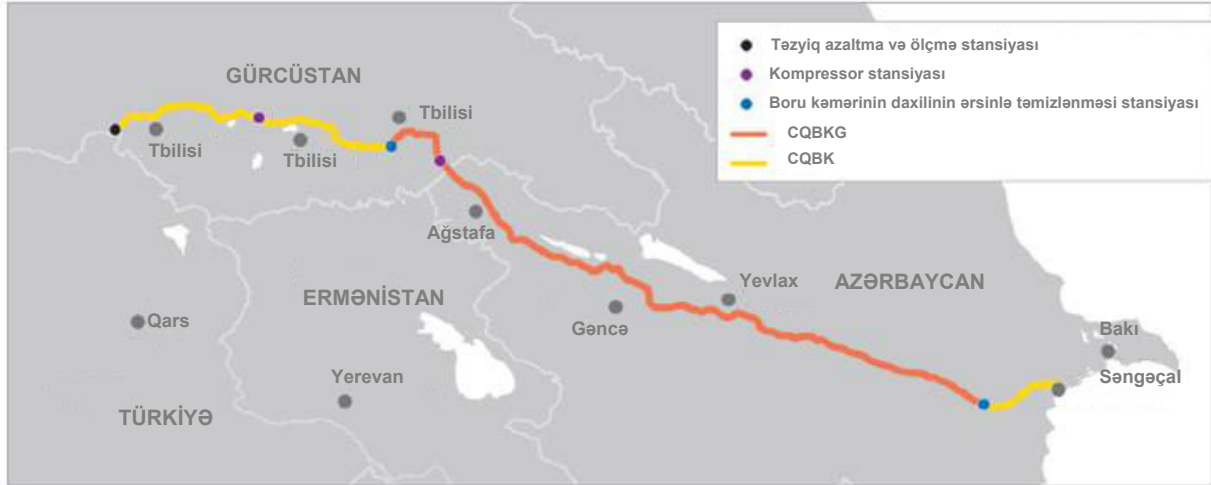 Təzyiq azaltma və ölçmə stansiyası
Kompressor stansiyası
Boru kəmərinin daxilinin ərsinlə təmizlənməsi stansiyası
CQBKG
CQBK
GÜRCÜSTAN
Tbilisi
Tbilisi
Tbilisi
Ağstafa
Yevlax
AZƏRBAYCAN
ERMƏNİSTAN
Gəncə
Qars
Bakı
Səngəçal
Yerevan
TÜRKİYƏ